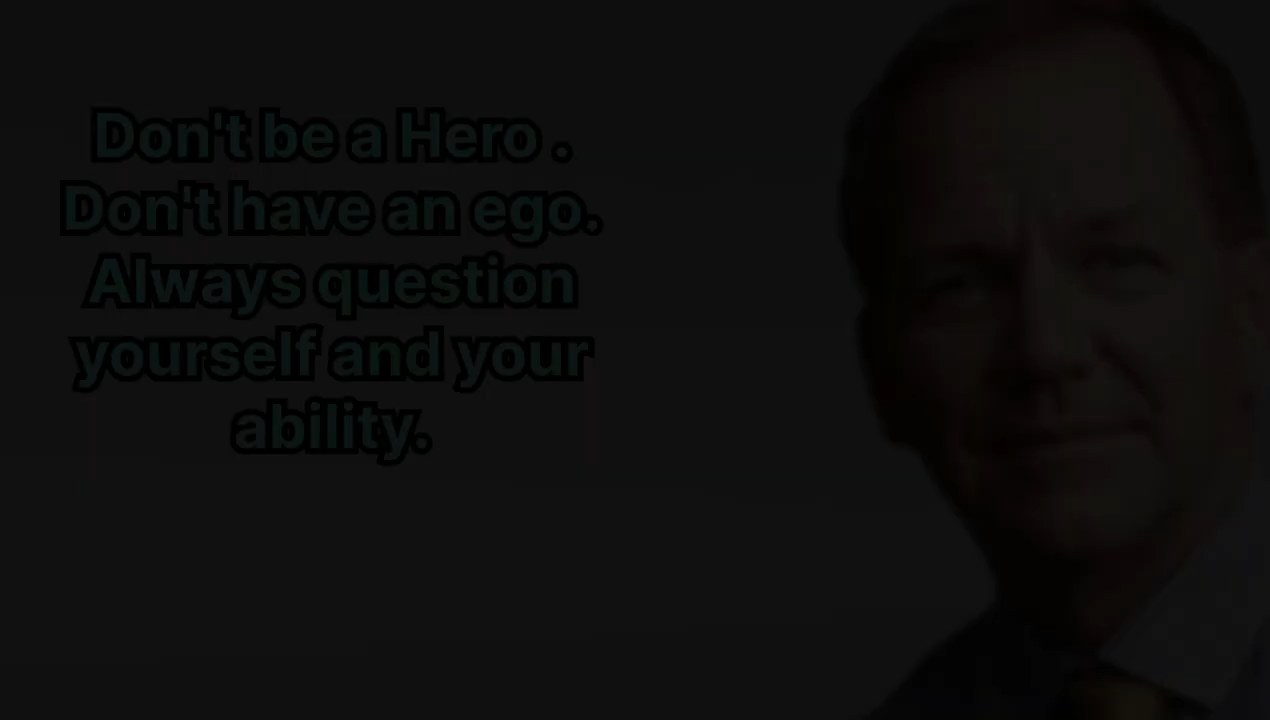 Don't be a Hero .
Don't have an ego.
Always question
yourself and your
ability.